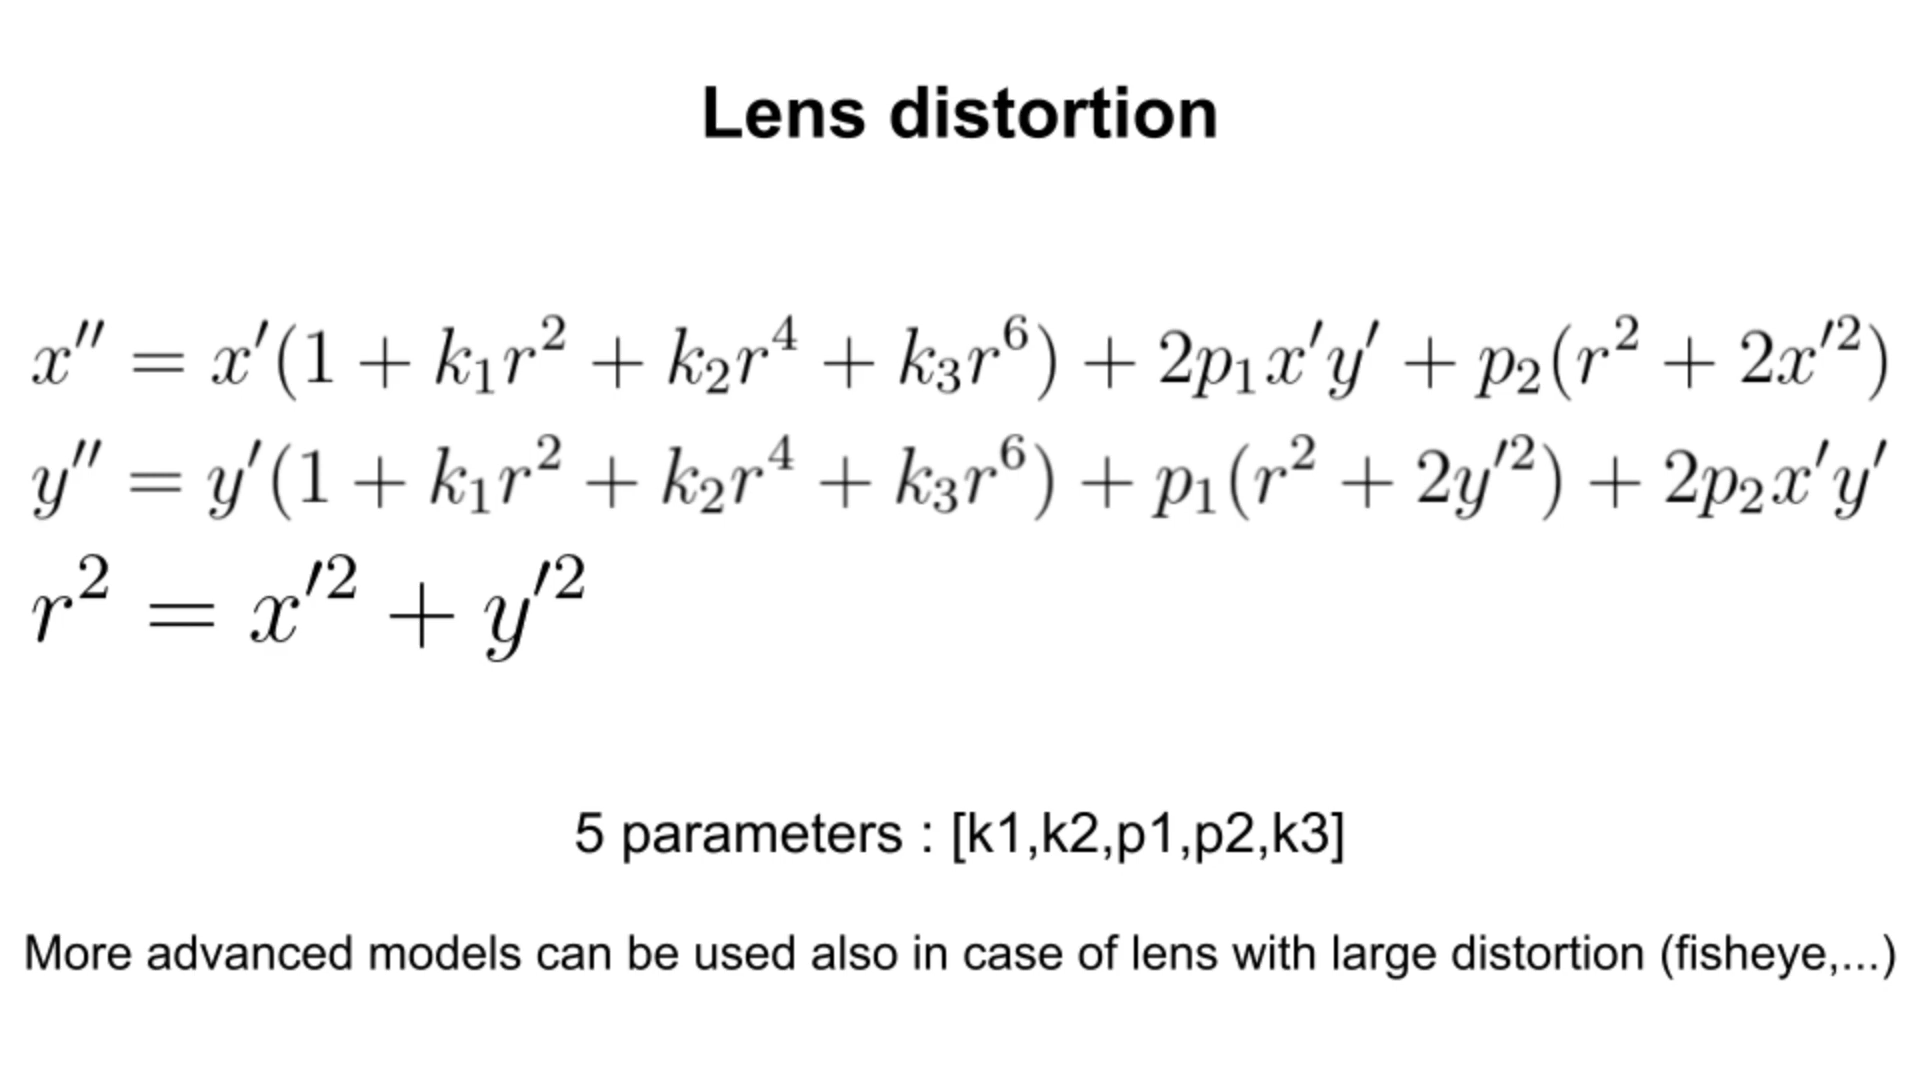 Lens distortion
x'' = x'(1 + k₁r² + k₂r⁴ + k₃r⁶) + 2p₁x'y' + p₂(r² + 2x'²)
y'' = y'(1 + k₁r² + k₂r⁴ + k₃r⁶) + p₁(r² + 2y'²) + 2p₂x'y'
r² = x'² + y'²
5 parameters : [k1,k2,p1,p2,k3]
More advanced models can be used also in case of lens with large distortion (fisheye,...)